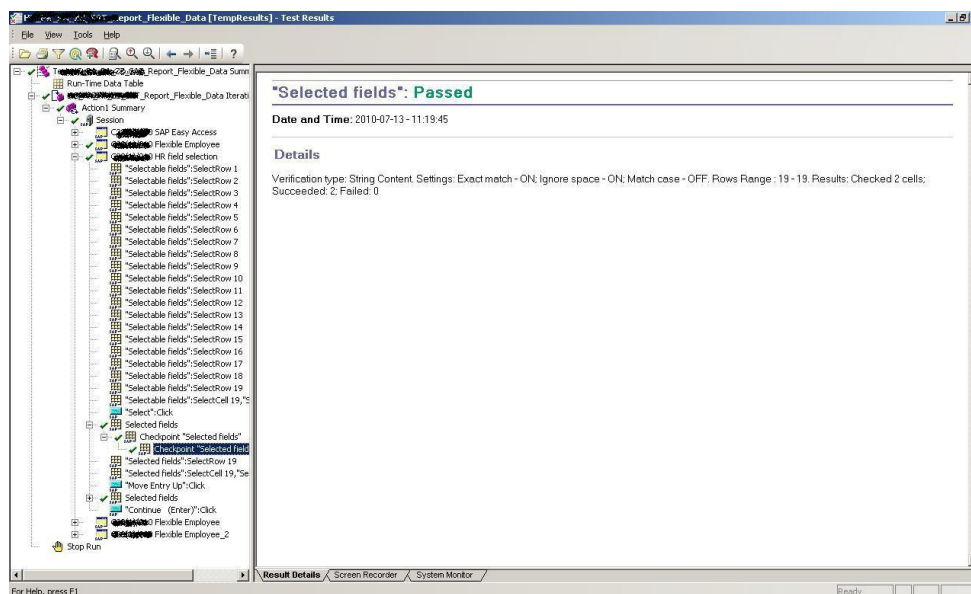 eport_Flexible_Data [TempResults] - Test Results
File View Tools Help
Report_Flexible_Data Summ
Run-Time Data Table
_Report_Flexible_Data Iterati
Action1 Summary
Session
SAP Easy Access
Flexible Employee
HR field selection
"Selectable fields":SelectRow 1
"Selectable fields":SelectRow 2
"Selectable fields":SelectRow 3
"Selectable fields":SelectRow 4
"Selectable fields":SelectRow 5
"Selectable fields":SelectRow 6
"Selectable fields":SelectRow 7
"Selectable fields":SelectRow 8
"Selectable fields":SelectRow 9
"Selectable fields":SelectRow 10
"Selectable fields":SelectRow 11
"Selectable fields":SelectRow 12
"Selectable fields":SelectRow 13
"Selectable fields":SelectRow 14
"Selectable fields":SelectRow 15
"Selectable fields":SelectRow 16
"Selectable fields":SelectRow 17
"Selectable fields":SelectRow 18
"Selectable fields":SelectRow 19
"Selectable fields":SelectCell 19,"S
"Select":Click
Selected fields
Checkpoint "Selected fields"
Checkpoint "Selected field
"Selected fields":SelectRow 19
"Selected fields":SelectCell 19,"Se
"Move Entry Up":Click
Selected fields
"Continue (Enter)":Click
Flexible Employee
Flexible Employee_2
Stop Run
"Selected fields": Passed
Date and Time: 2010-07-13 - 11:19:45
Details
Verification type: String Content. Settings: Exact match - ON; Ignore space - ON; Match case - OFF. Rows Range : 19 - 19. Results: Checked 2 cells;
Succeeded: 2; Failed: 0
Result Details Screen Recorder System Monitor
For Help, press F1
Ready